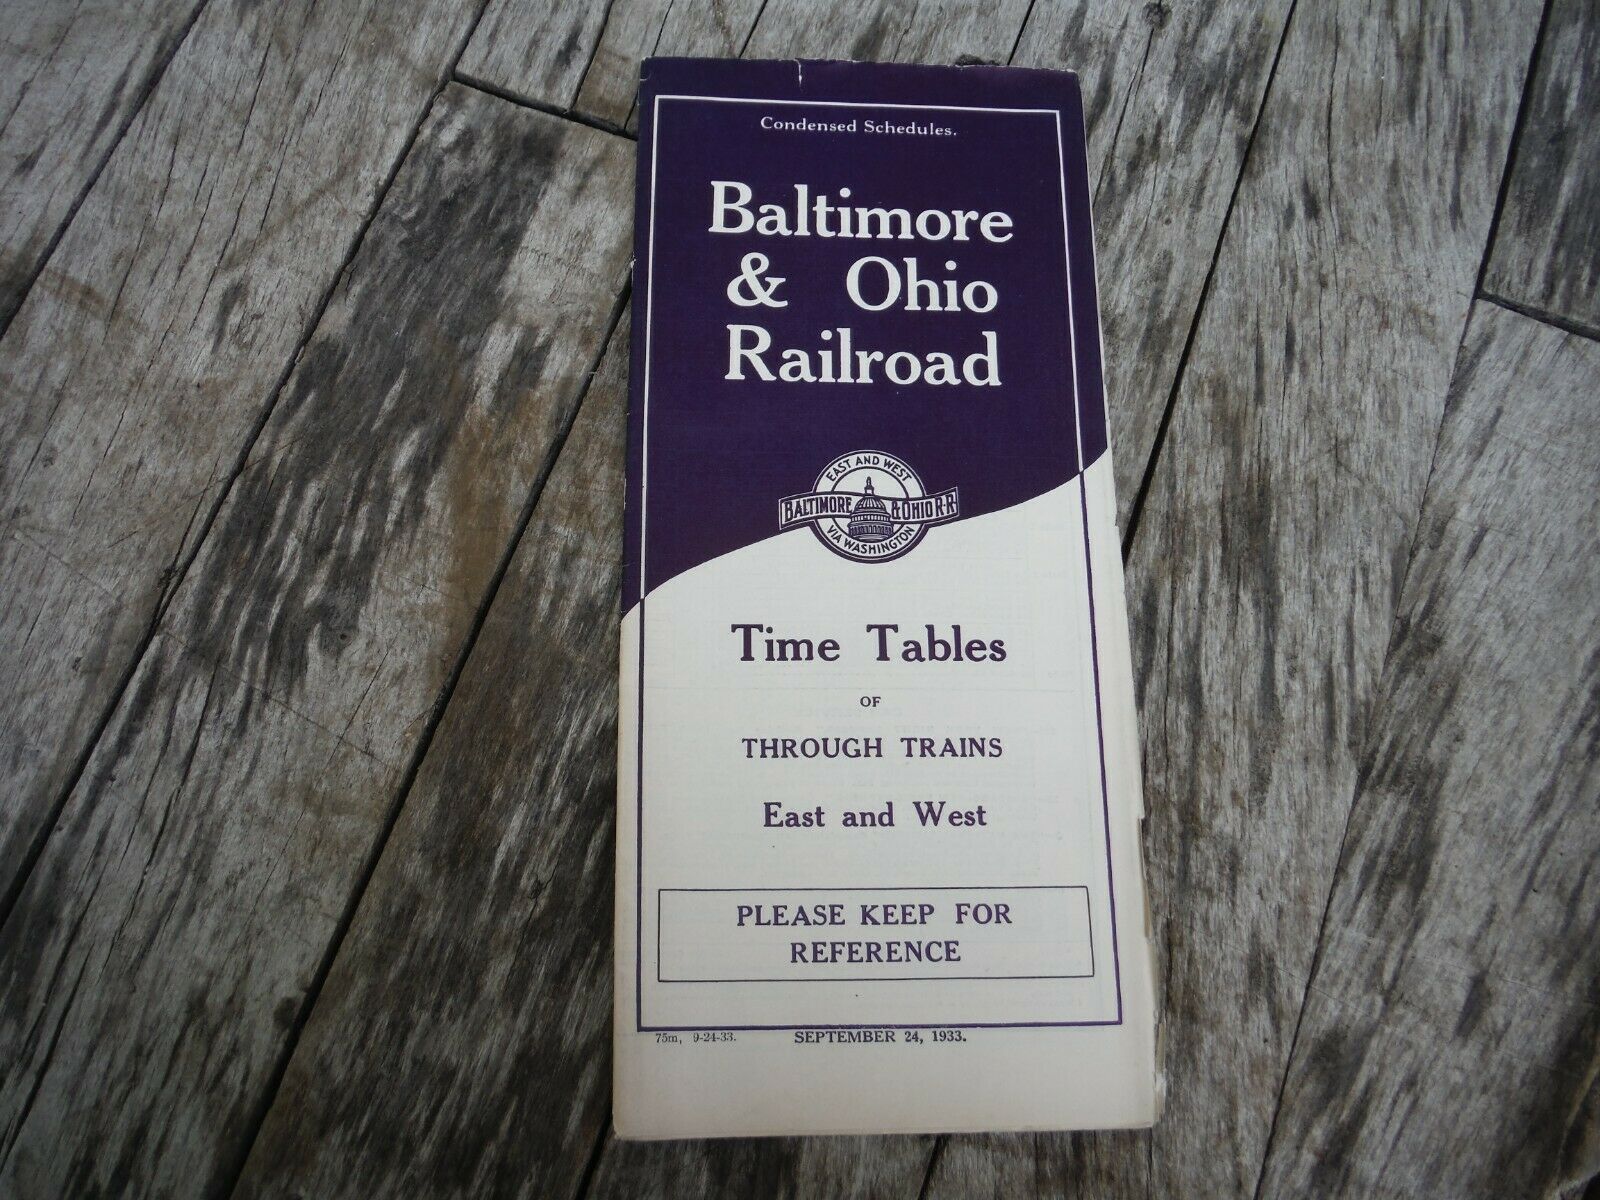 Condensed Schedules.
Baltimore
& Ohio
Railroad
EAST AND WEST
BALTIMORE & OHIO R-R
VIA WASHINGTON
Time Tables
OF
THROUGH TRAINS
East and West
PLEASE KEEP FOR
REFERENCE
75m, 9-24-33. SEPTEMBER 24, 1933.